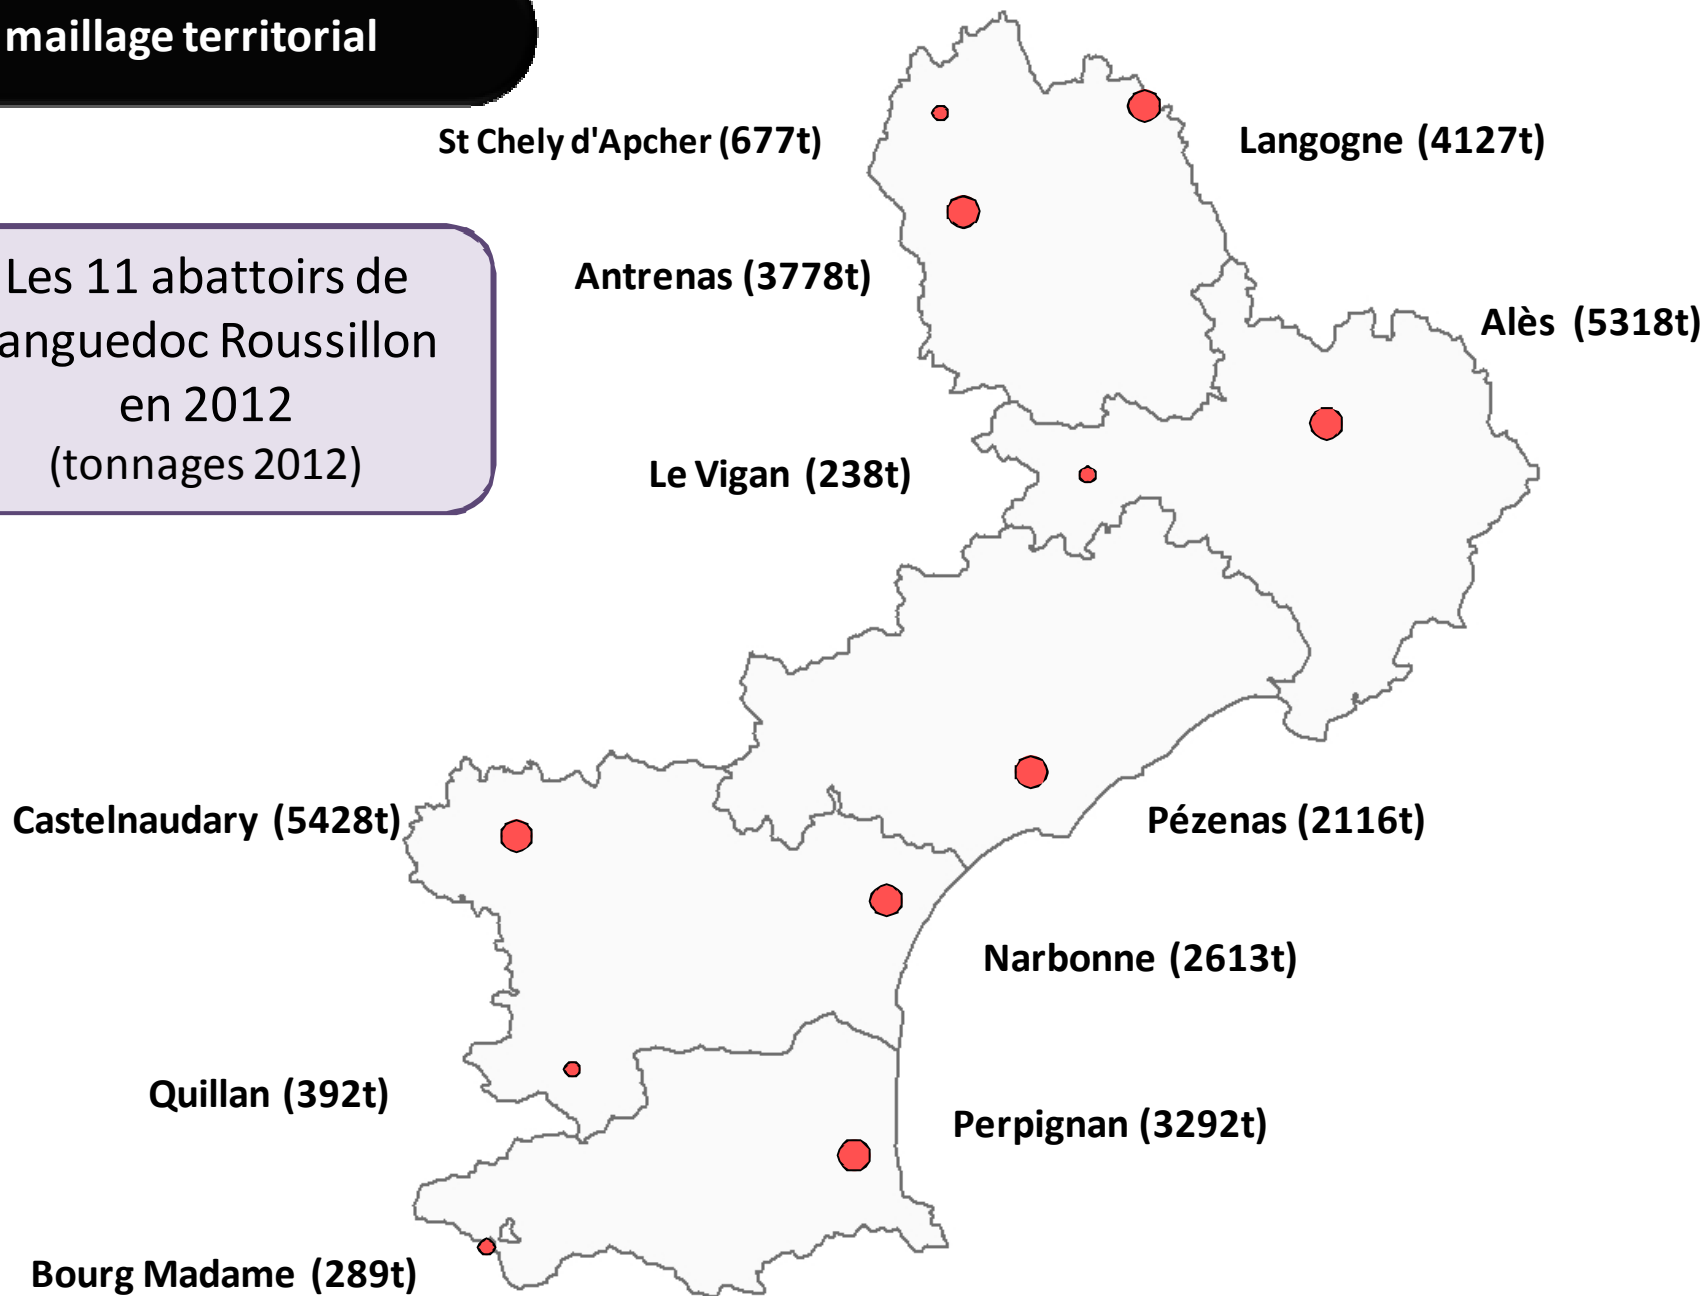 maillage territorial
St Chely d'Apcher (677t)
Langogne (4127t)
Les 11 abattoirs de
anguedoc Roussillon
en 2012
(tonnages 2012)
Antrenas (3778t)
Alès (5318t)
Le Vigan (238t)
Castelnaudary (5428t)
Pézenas (2116t)
Narbonne (2613t)
Quillan (392t)
Perpignan (3292t)
Bourg Madame (289t)